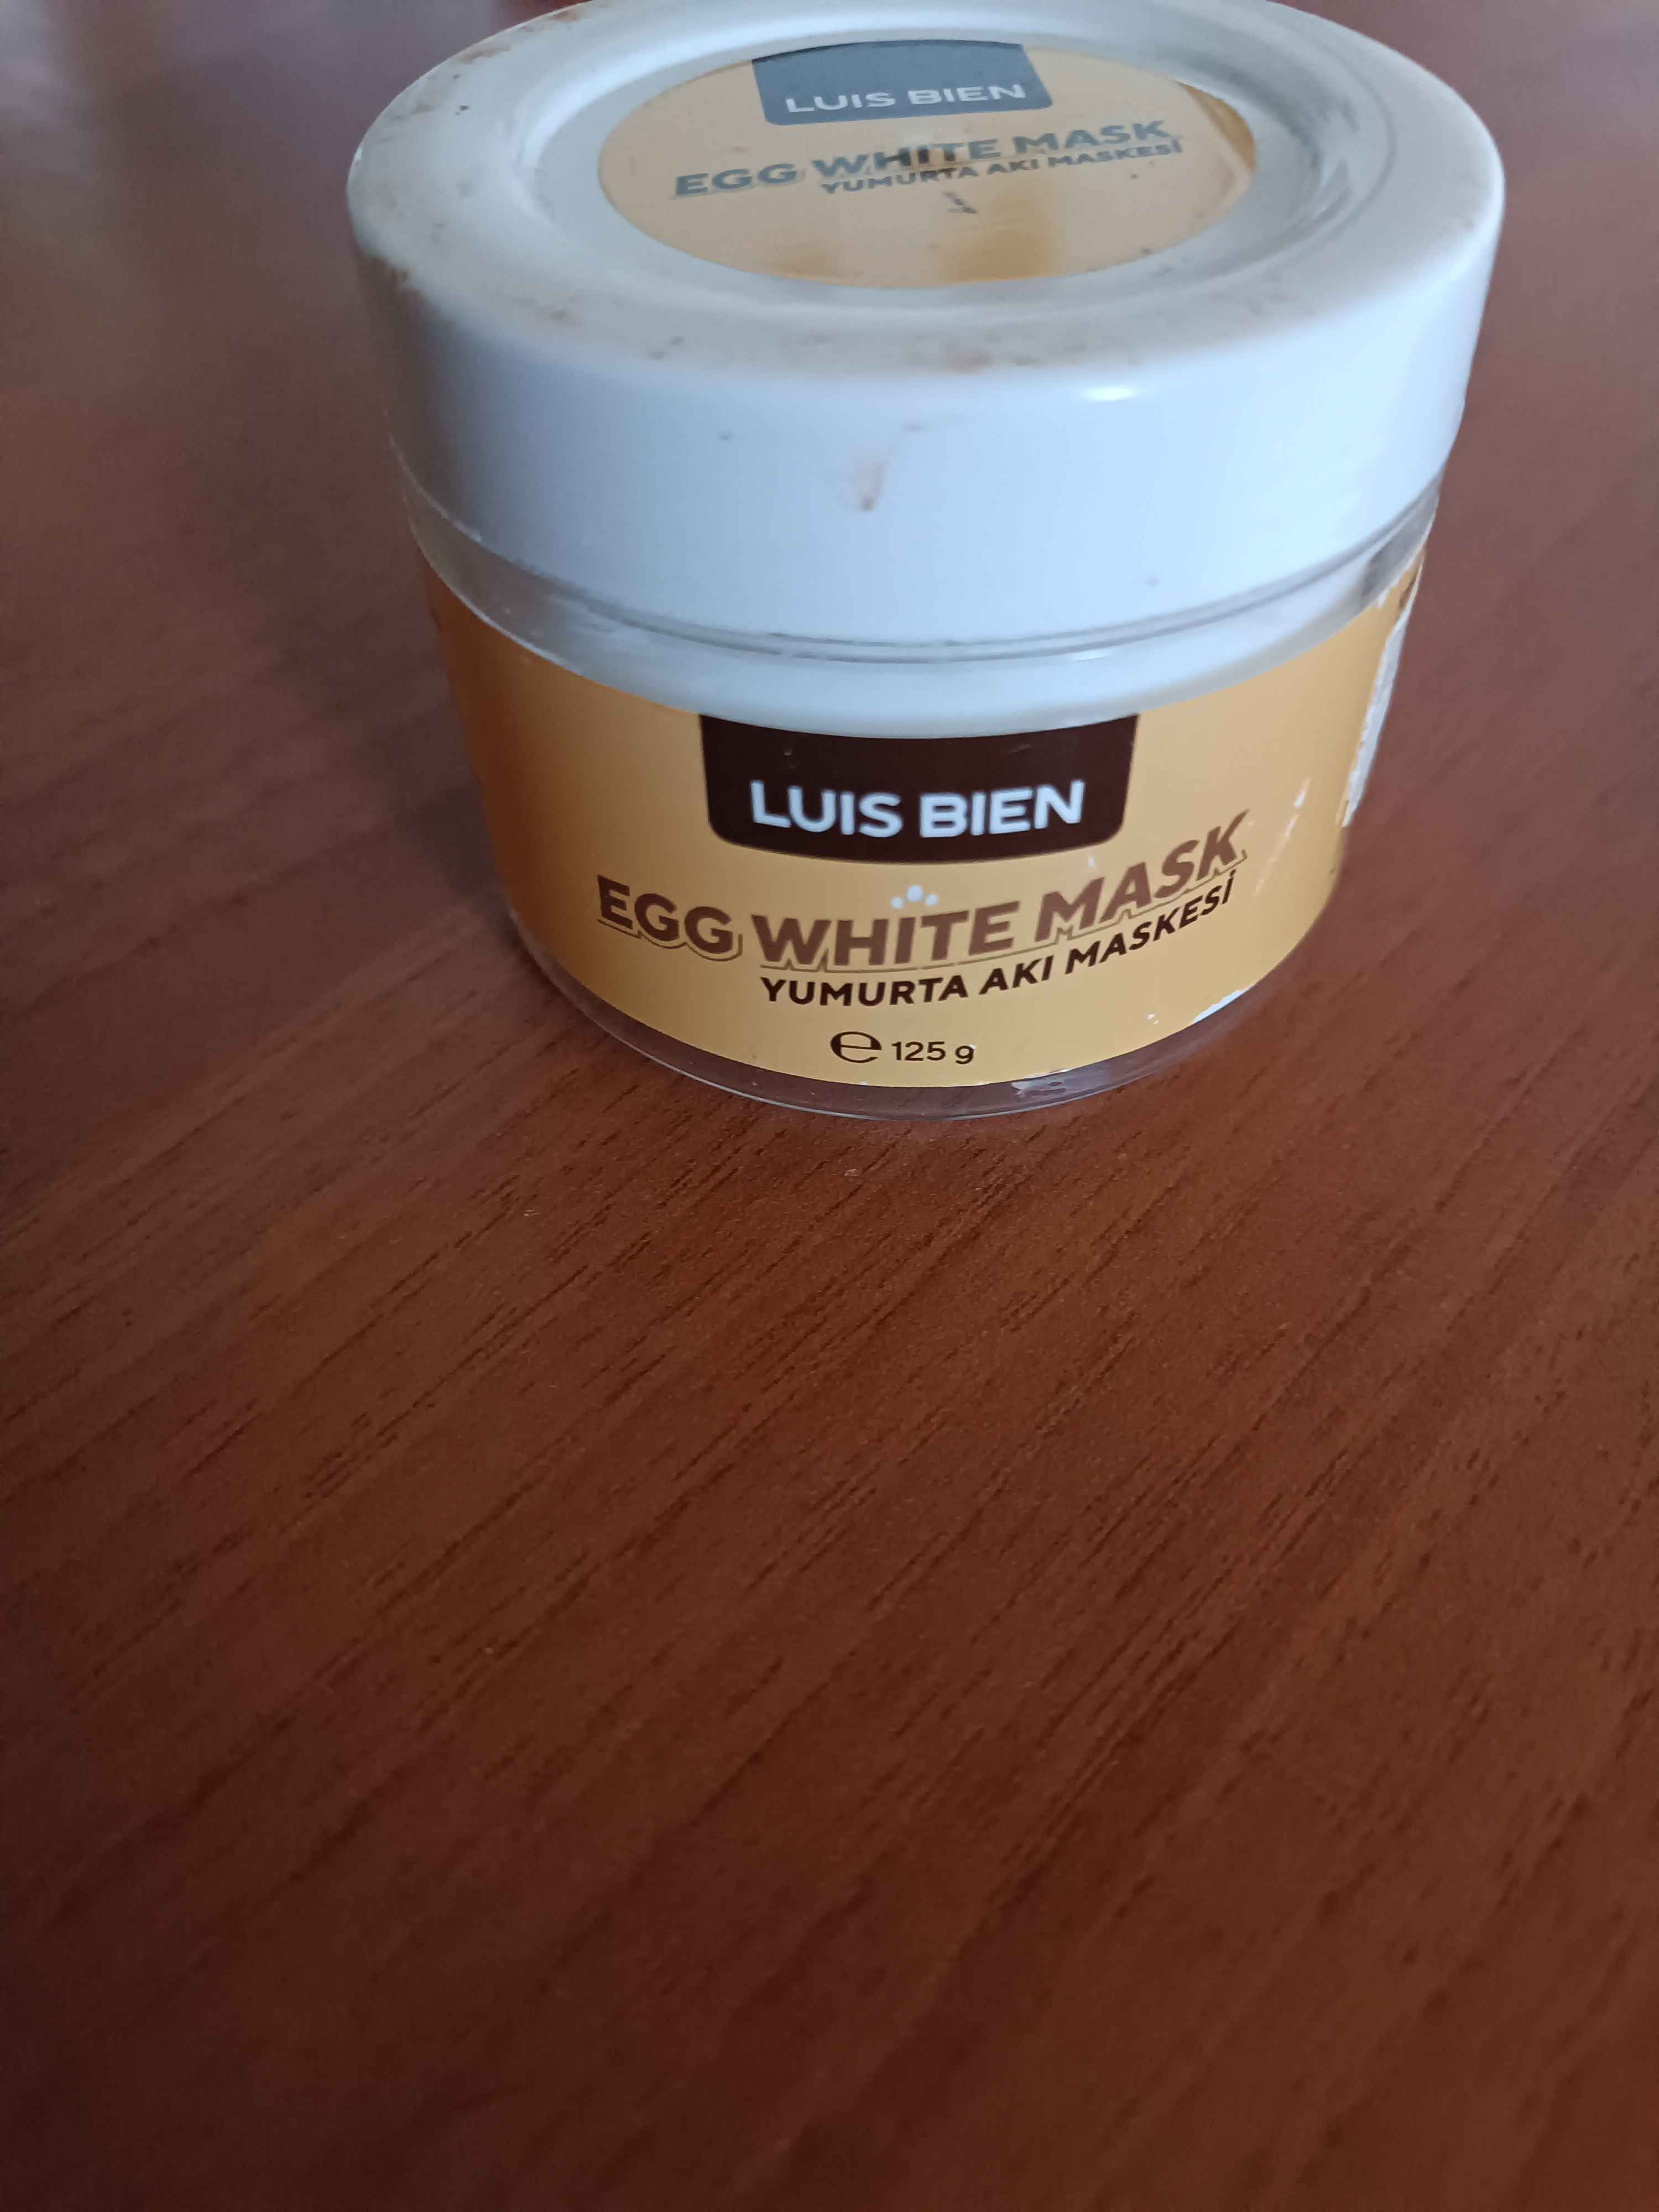 LUIS BIEN
EGG WHITE MASK
YUMURTA AKI MASKESİ
LUIS BIEN
EGG WHITE MASK
YUMURTA AKI MASKESİ
℮ 125 g